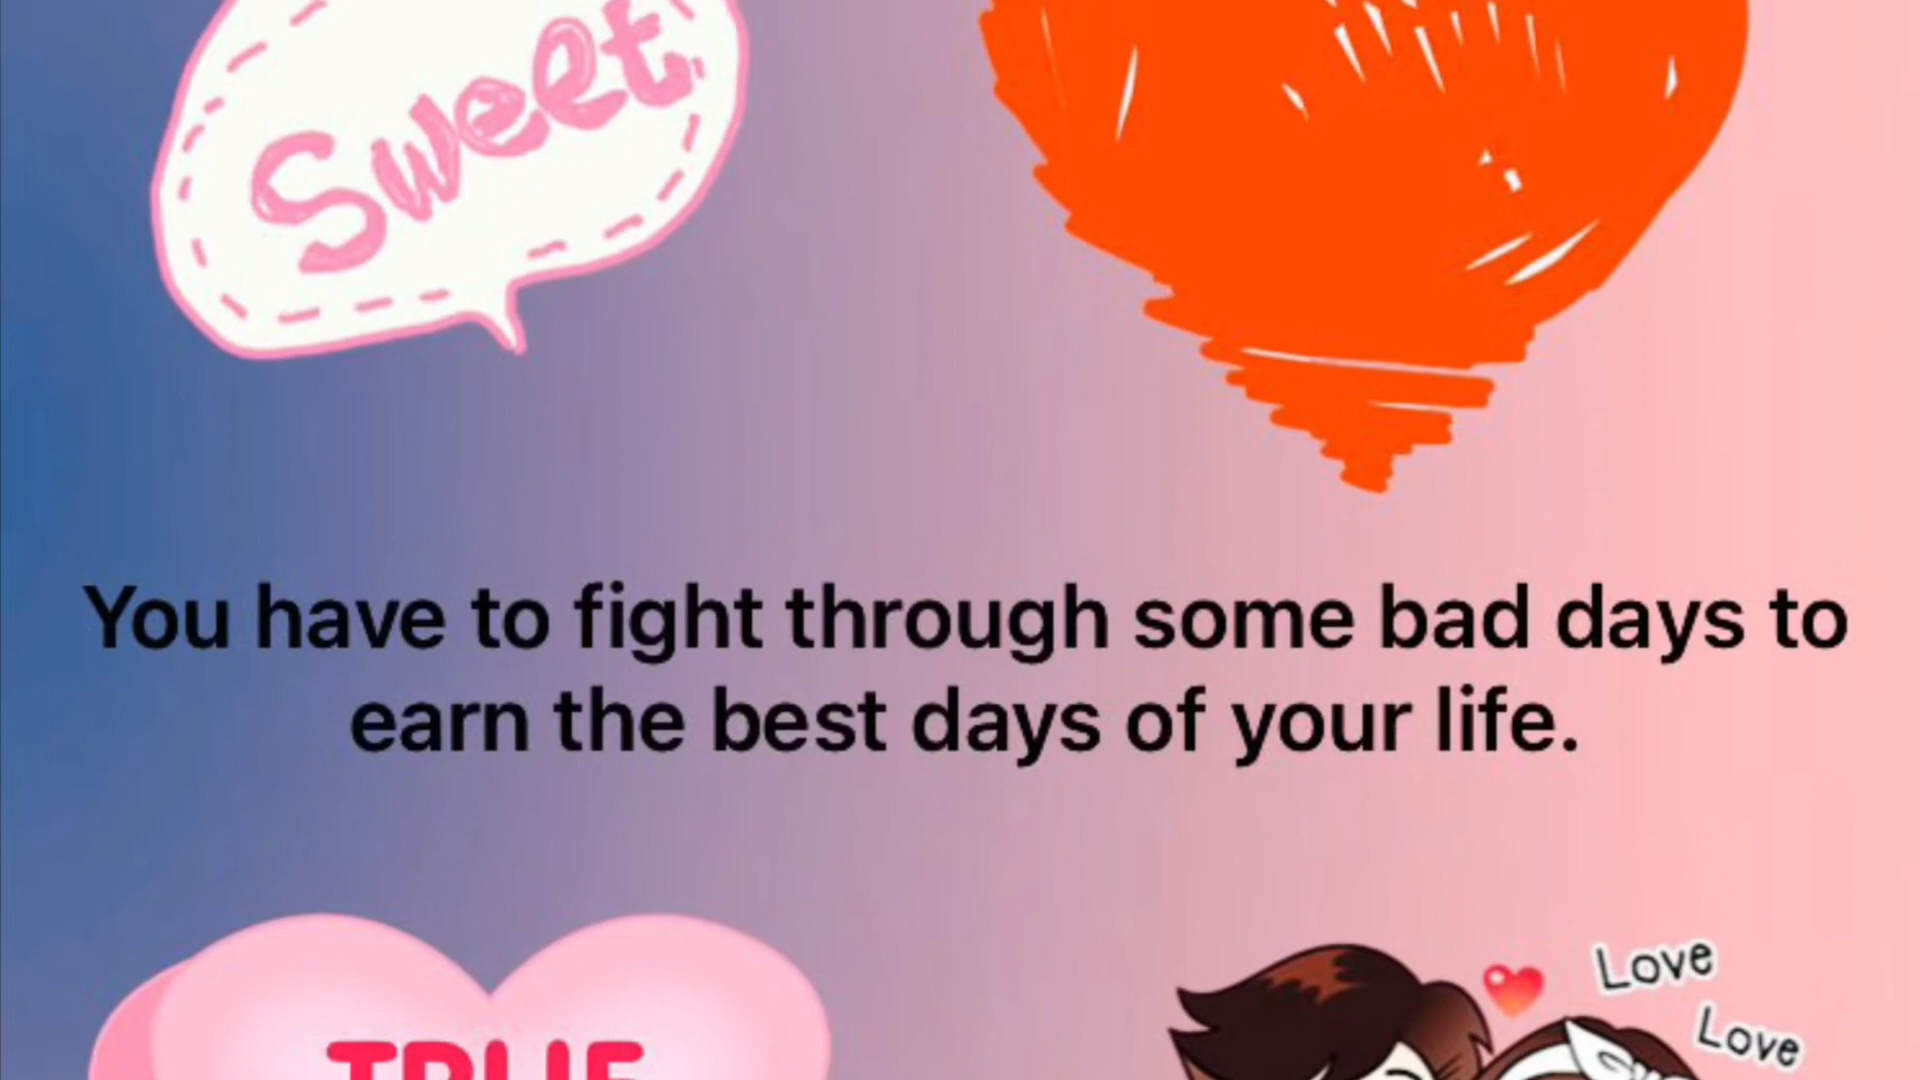 Sweet
You have to fight through some bad days to
earn the best days of your life.
Love
Love
TRUE